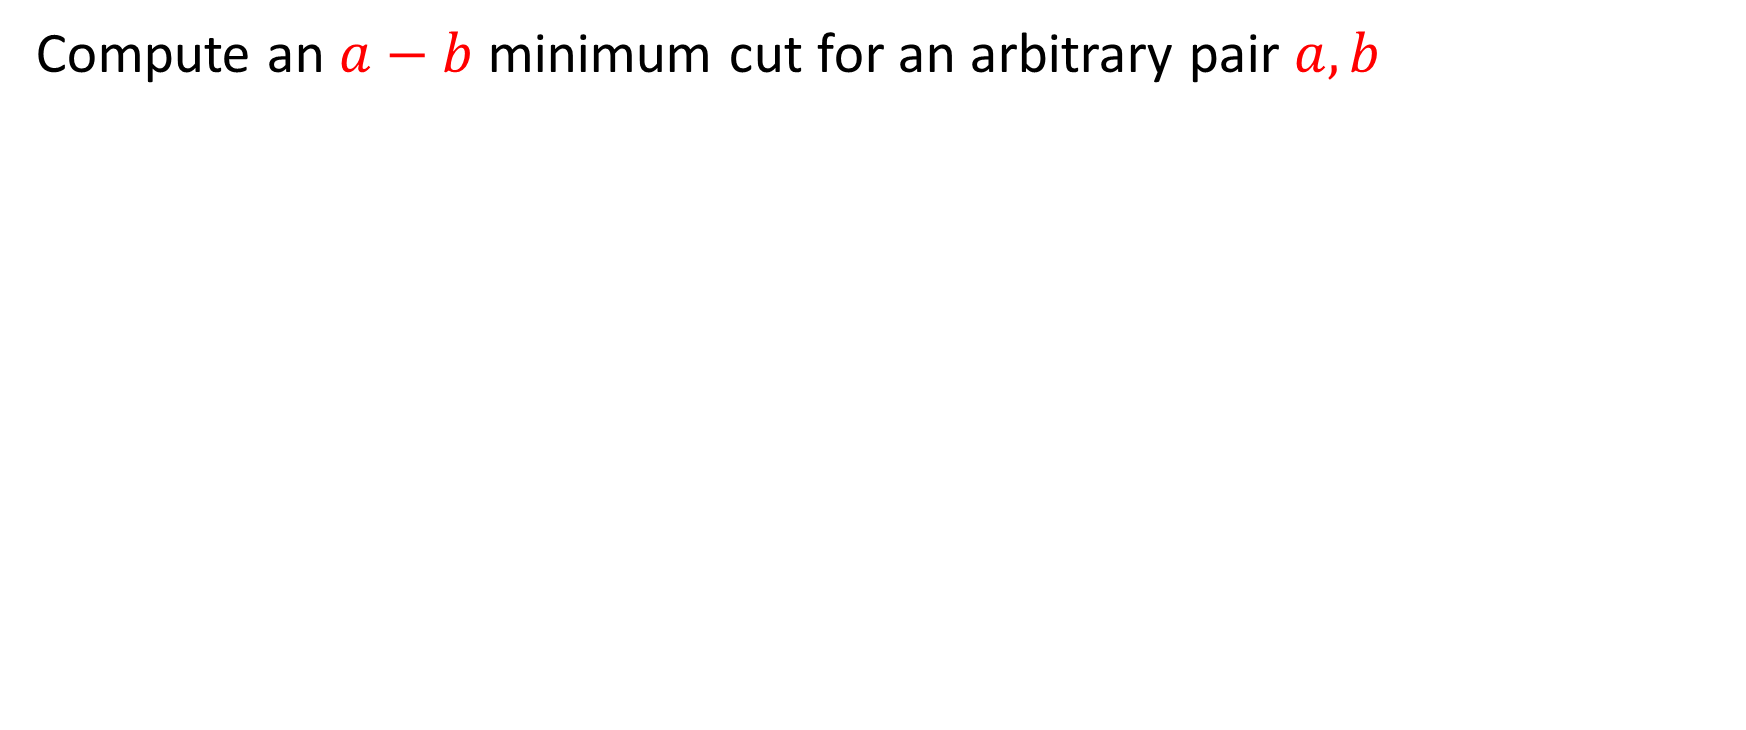 Compute an a − b minimum cut for an arbitrary pair a, b